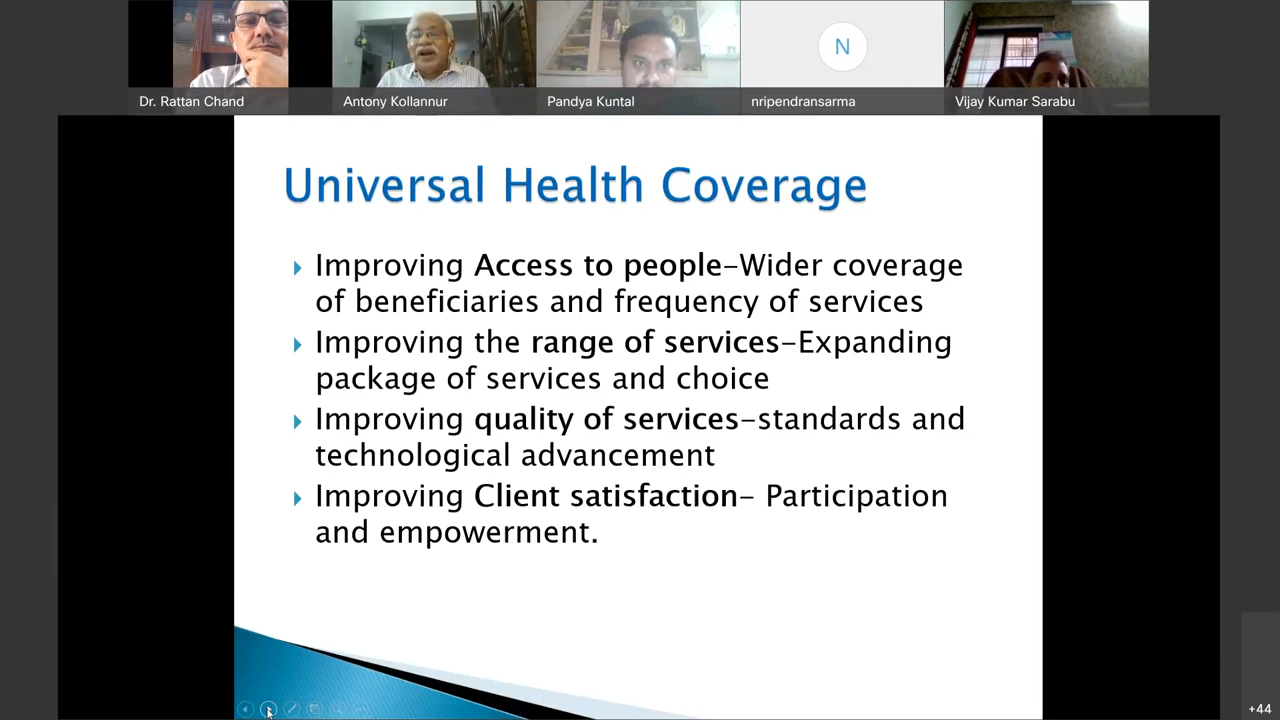 N
Dr. Rattan Chand
Antony Kollannur
Pandya Kuntal
nripendransarma
Vijay Kumar Sarabu
Universal Health Coverage
Improving Access to people-Wider coverage
of beneficiaries and frequency of services
Improving the range of services-Expanding
package of services and choice
Improving quality of services-standards and
technological advancement
Improving Client satisfaction- Participation
and empowerment.
+44